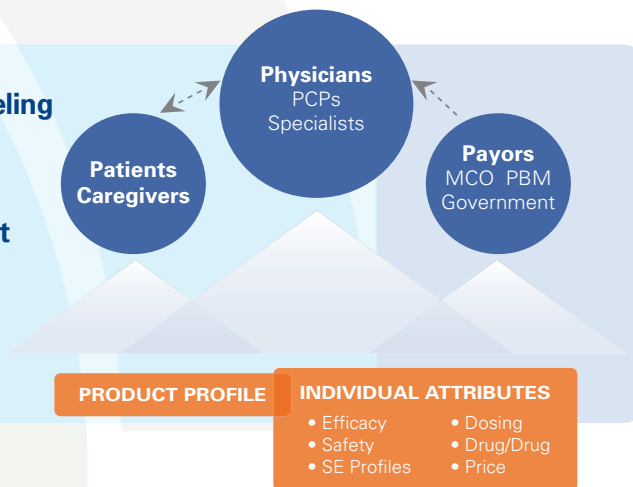 Physicians
PCPs
Specialists
Patients
Caregivers
Payors
MCO PBM
Government
PRODUCT PROFILE
INDIVIDUAL ATTRIBUTES
• Efficacy
• Safety
• SE Profiles
• Dosing
• Drug/Drug
• Price